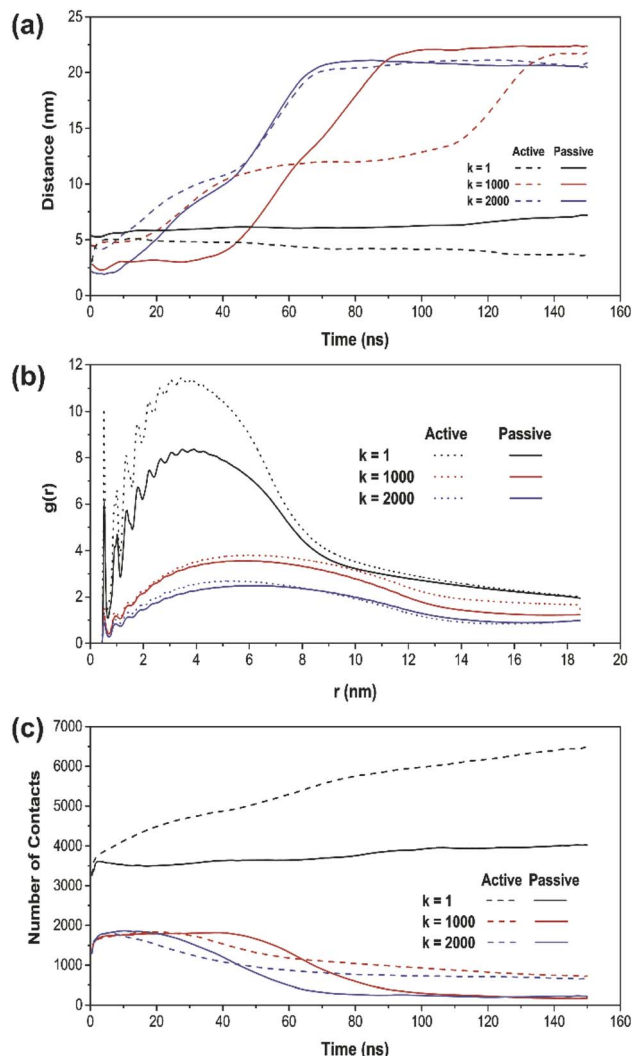 (a)
25
20
15
10
5
0
Distance (nm)
Active Passive
k = 1
k = 1000
k = 2000
0 20 40 60 80 100 120 140 160
Time (ns)
(b)
12
10
8
6
4
2
0
g(r)
Active Passive
k = 1
k = 1000
k = 2000
0 2 4 6 8 10 12 14 16 18 20
r (nm)
(c)
7000
6000
5000
4000
3000
2000
1000
0
Number of Contacts
Active Passive
k = 1
k = 1000
k = 2000
0 20 40 60 80 100 120 140 160
Time (ns)